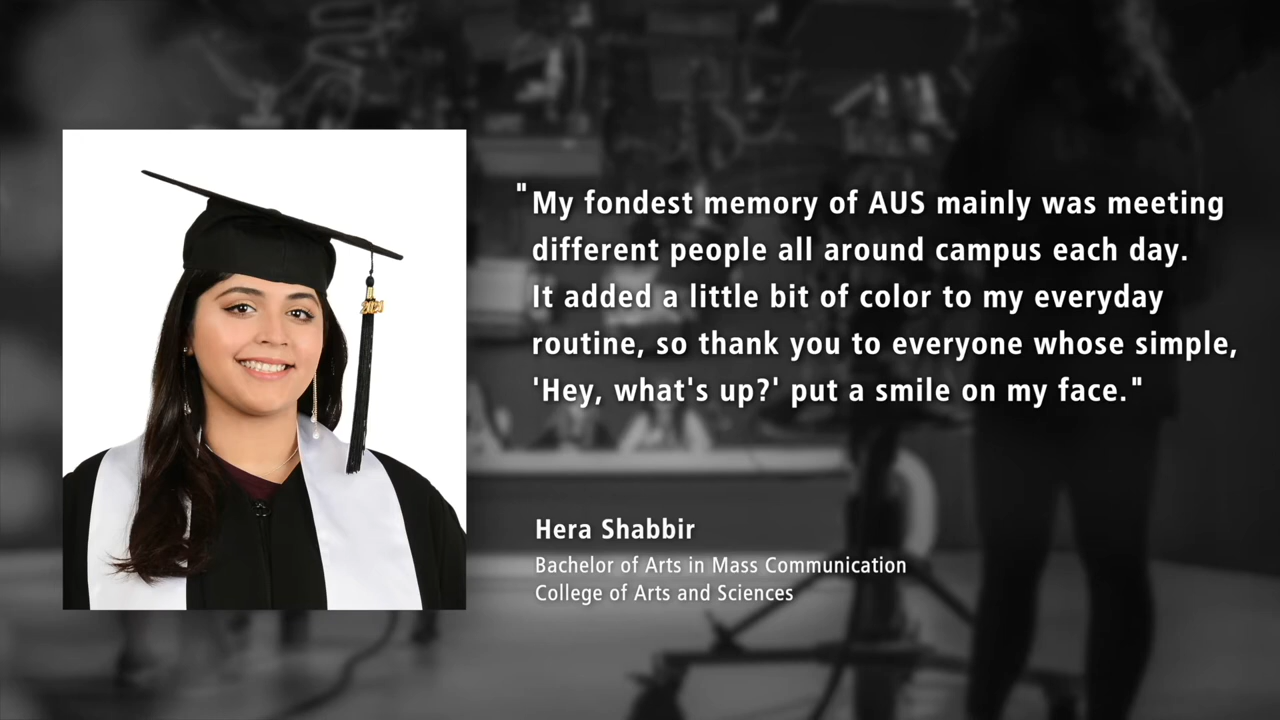 "My fondest memory of AUS mainly was meeting
different people all around campus each day.
It added a little bit of color to my everyday
routine, so thank you to everyone whose simple,
'Hey, what's up?' put a smile on my face."
Hera Shabbir
Bachelor of Arts in Mass Communication
College of Arts and Sciences